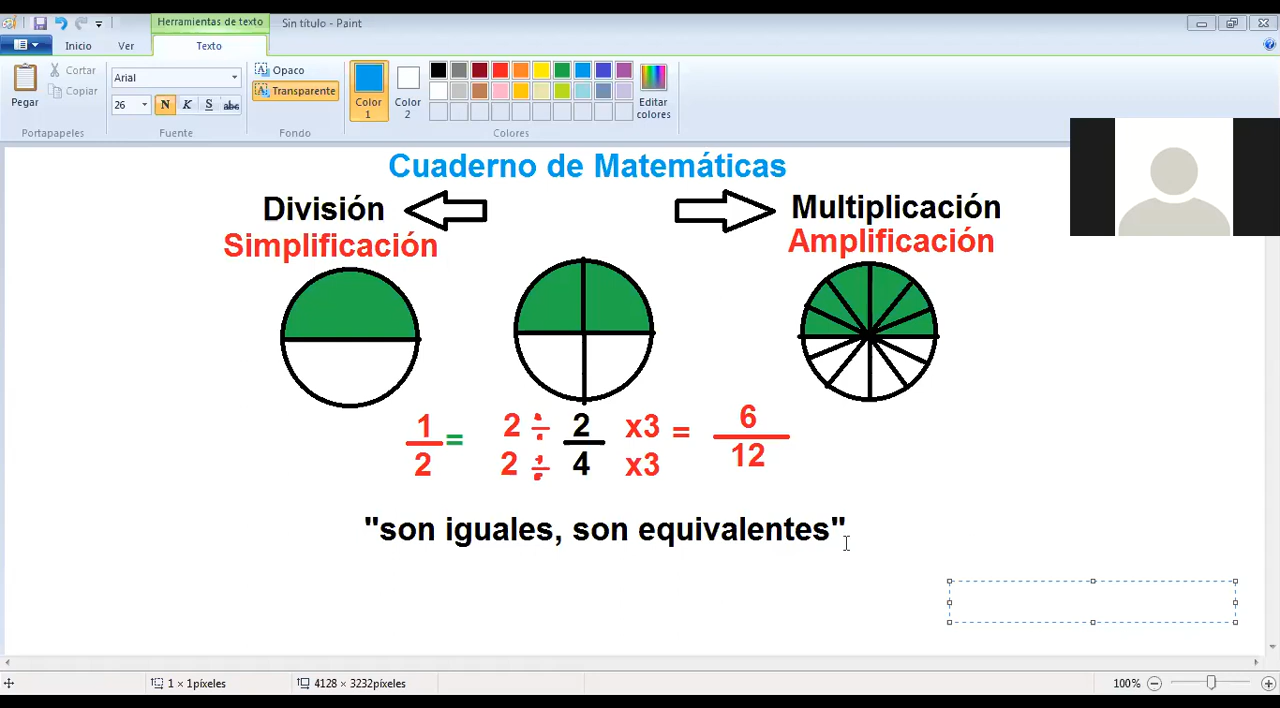 Herramientas de texto
Sin título - Paint
Inicio
Ver
Texto
Pegar
Cortar
Copiar
Portapapeles
Arial
26
N K S abc
Fuente
Opaco
Transparente
Fondo
Color 1
Color 2
Editar colores
Colores
Cuaderno de Matemáticas
División
Multiplicación
Simplificación
Amplificación
1 = 2 ÷ 2 x3 = 6
2 2 ÷ 4 x3 12
"son iguales, son equivalentes"
1 × 1píxeles
4128 × 3232píxeles
100%